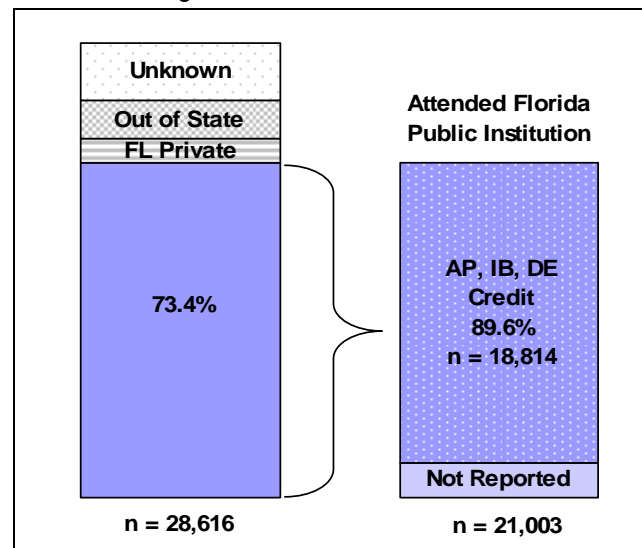 Unknown
Out of State
FL Private
73.4%
n = 28,616
Attended Florida
Public Institution
AP, IB, DE
Credit
89.6%
n = 18,814
Not Reported
n = 21,003